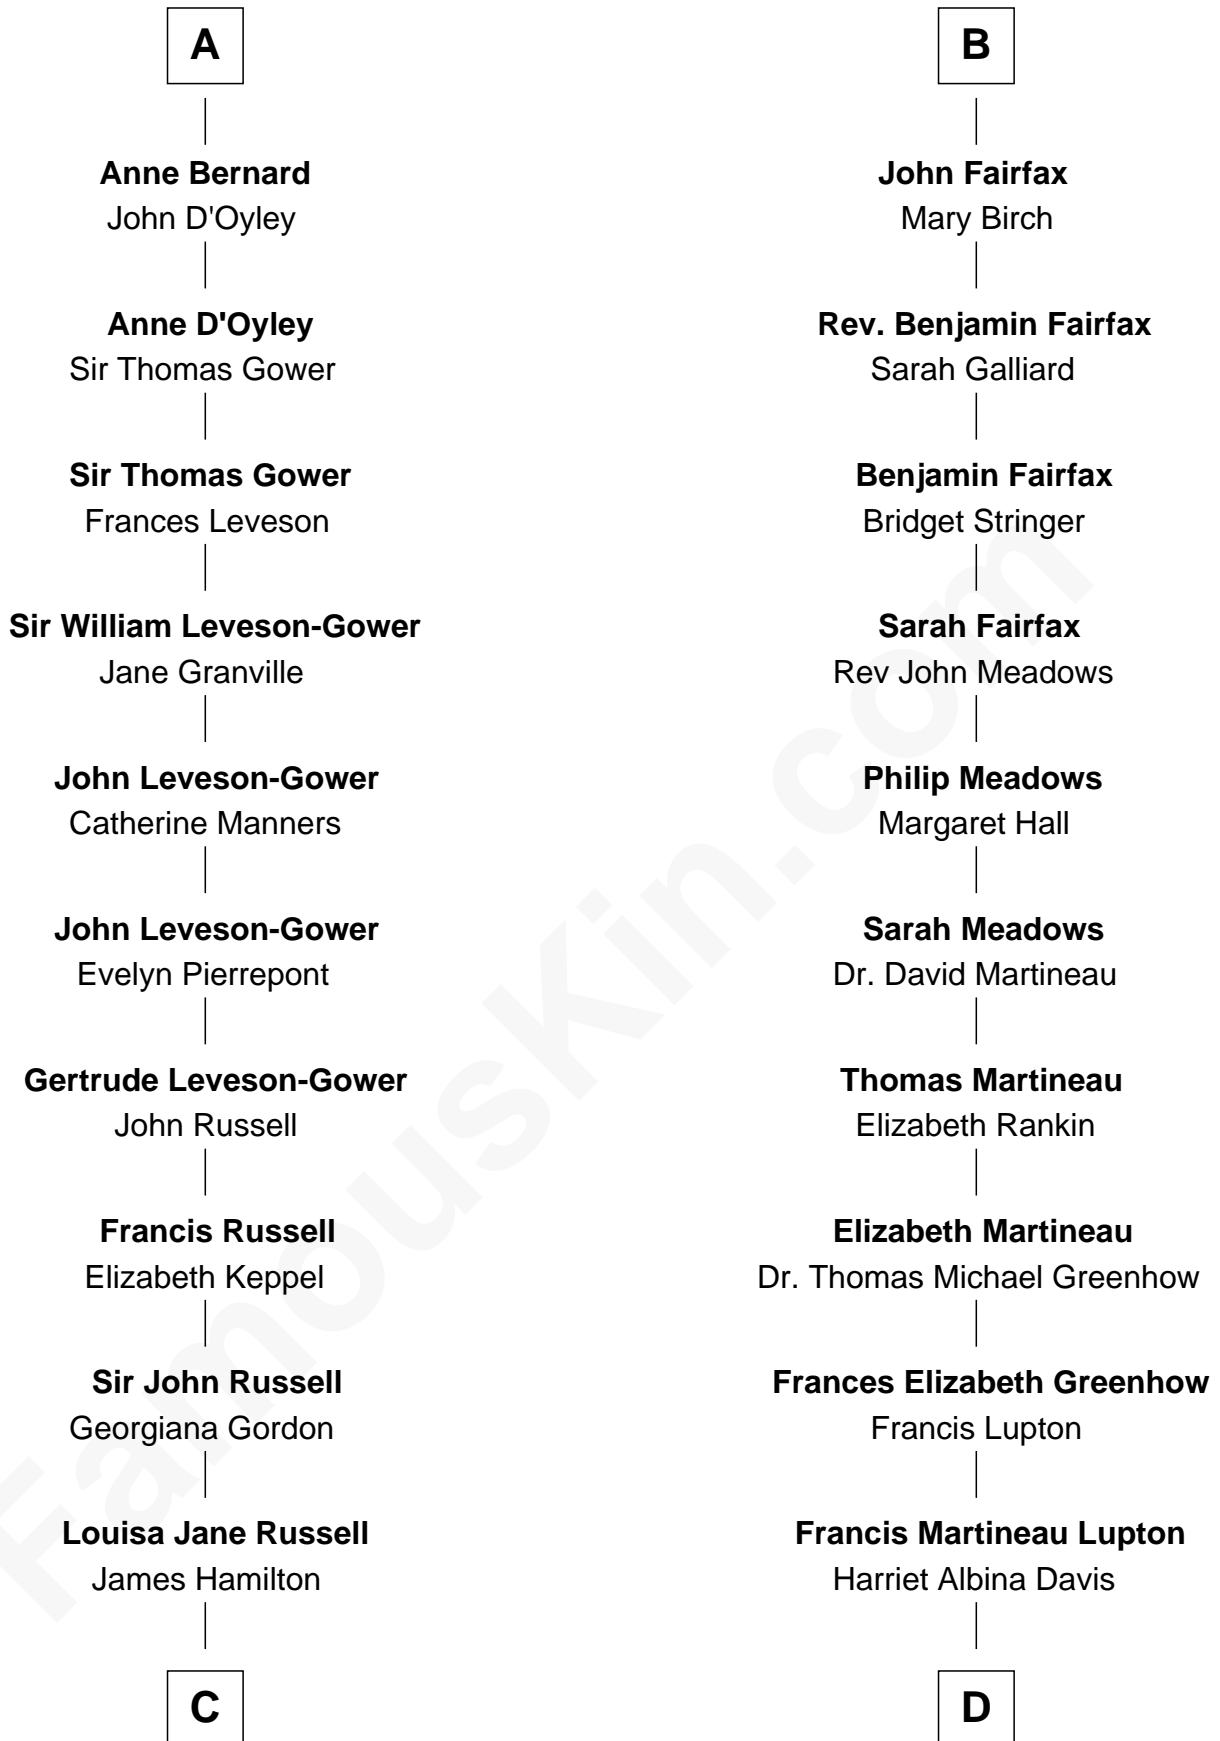 A
Anne Bernard
John D'Oyley
Anne D'Oyley
Sir Thomas Gower
Sir Thomas Gower
Frances Leveson
Sir William Leveson-Gower
Jane Granville
John Leveson-Gower
Catherine Manners
John Leveson-Gower
Evelyn Pierrepont
Gertrude Leveson-Gower
John Russell
Francis Russell
Elizabeth Keppel
Sir John Russell
Georgiana Gordon
Louisa Jane Russell
James Hamilton
C
B
John Fairfax
Mary Birch
Rev. Benjamin Fairfax
Sarah Galliard
Benjamin Fairfax
Bridget Stringer
Sarah Fairfax
Rev John Meadows
Philip Meadows
Margaret Hall
Sarah Meadows
Dr. David Martineau
Thomas Martineau
Elizabeth Rankin
Elizabeth Martineau
Dr. Thomas Michael Greenhow
Frances Elizabeth Greenhow
Francis Lupton
Francis Martineau Lupton
Harriet Albina Davis
D
FamousKin.com